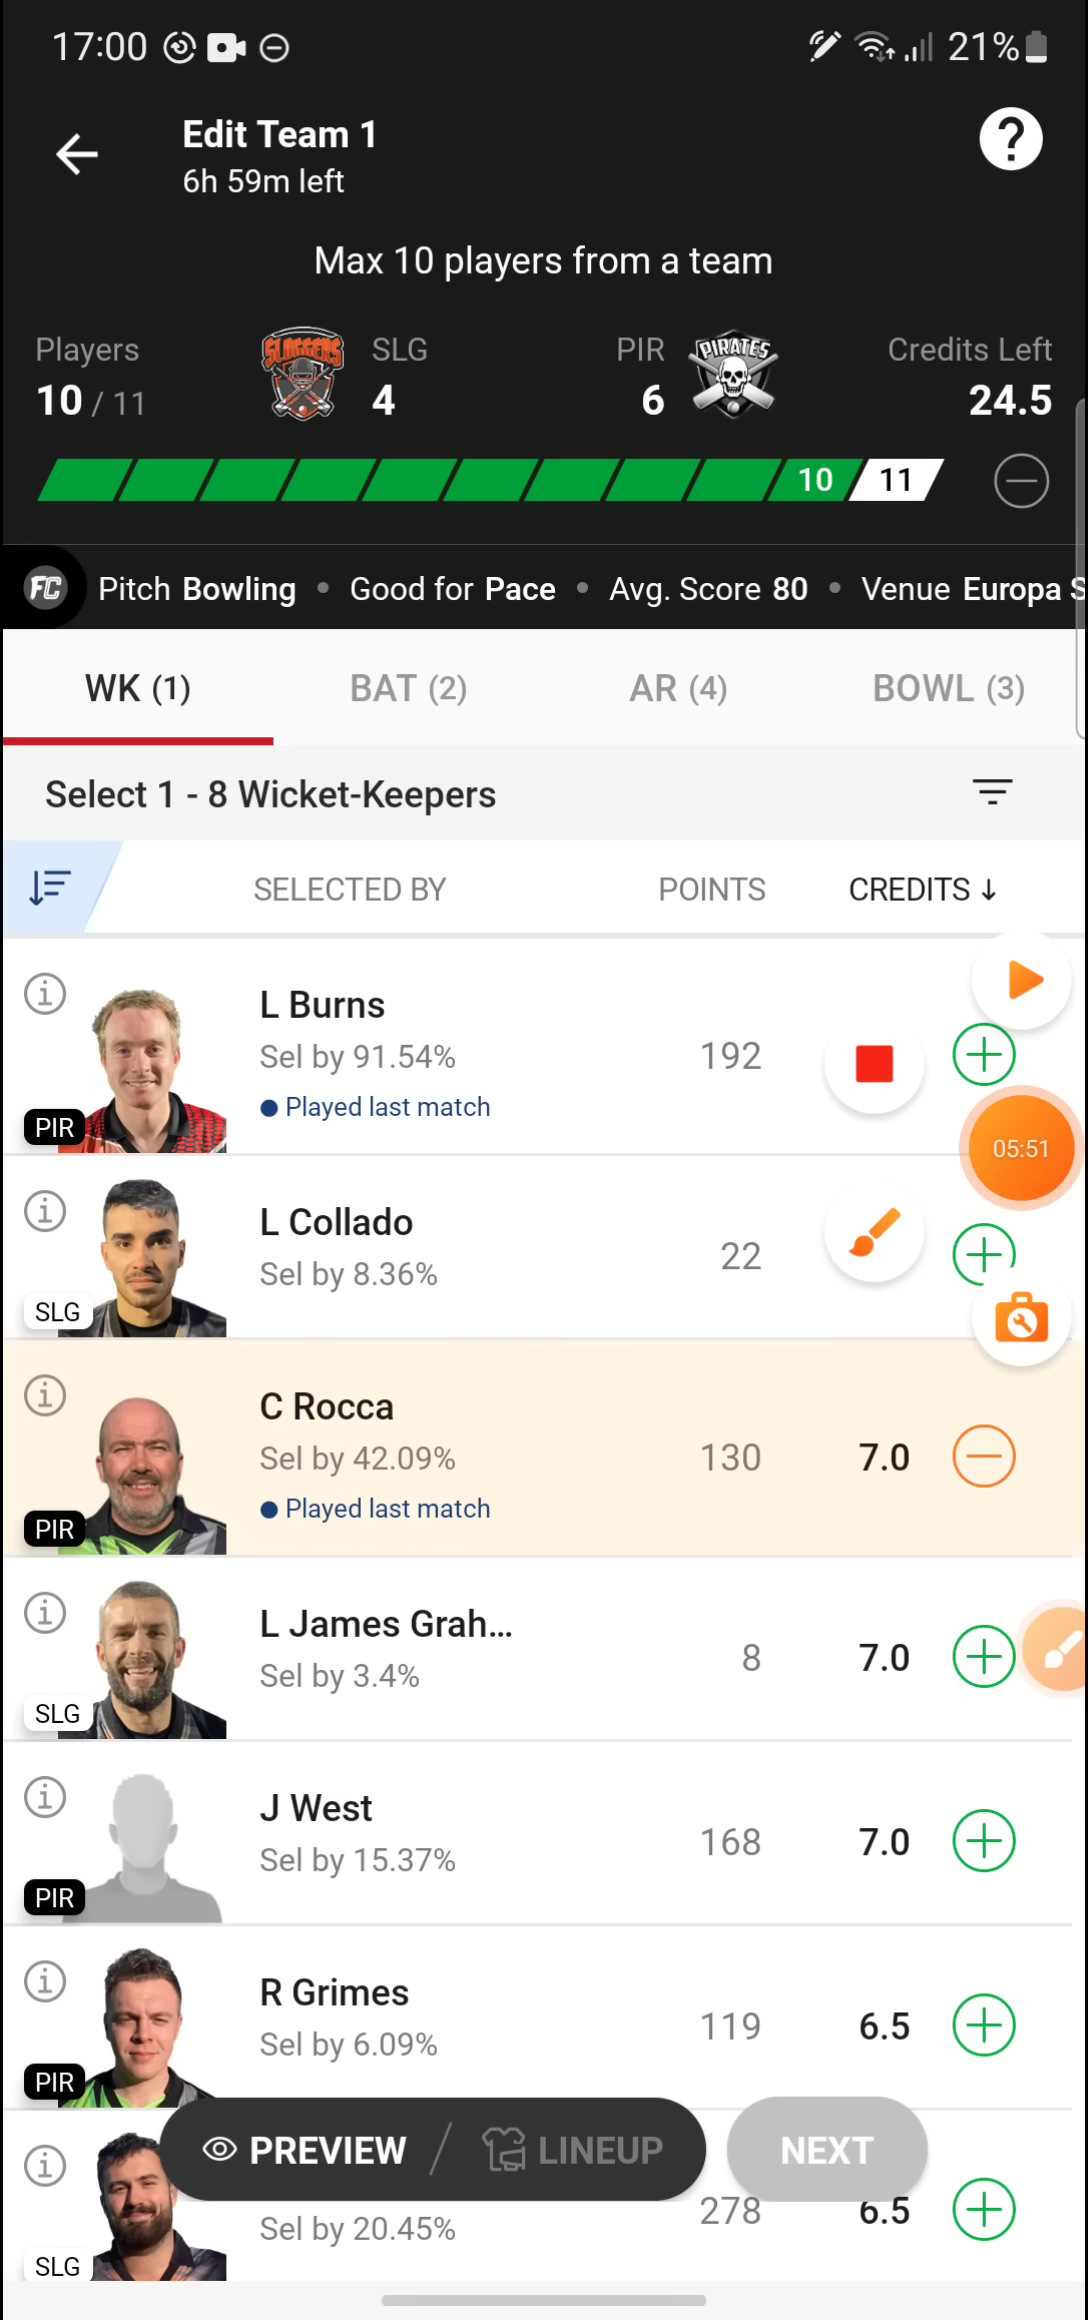 17:00
21%
Edit Team 1
6h 59m left
?
Max 10 players from a team
Players
10 / 11
SLOGGERS
SLG
4
PIR
6
PIRATES
Credits Left
24.5
10
11
FC Pitch Bowling • Good for Pace • Avg. Score 80 • Venue Europa S
WK (1)
BAT (2)
AR (4)
BOWL (3)
Select 1 - 8 Wicket-Keepers
SELECTED BY
POINTS
CREDITS ↓
L Burns
Sel by 91.54%
192
Played last match
PIR
05:51
L Collado
Sel by 8.36%
22
SLG
C Rocca
Sel by 42.09%
130
7.0
Played last match
PIR
L James Grah...
Sel by 3.4%
8
7.0
SLG
J West
Sel by 15.37%
168
7.0
PIR
R Grimes
Sel by 6.09%
119
6.5
PIR
PREVIEW / LINEUP
NEXT
Sel by 20.45%
278
6.5
SLG